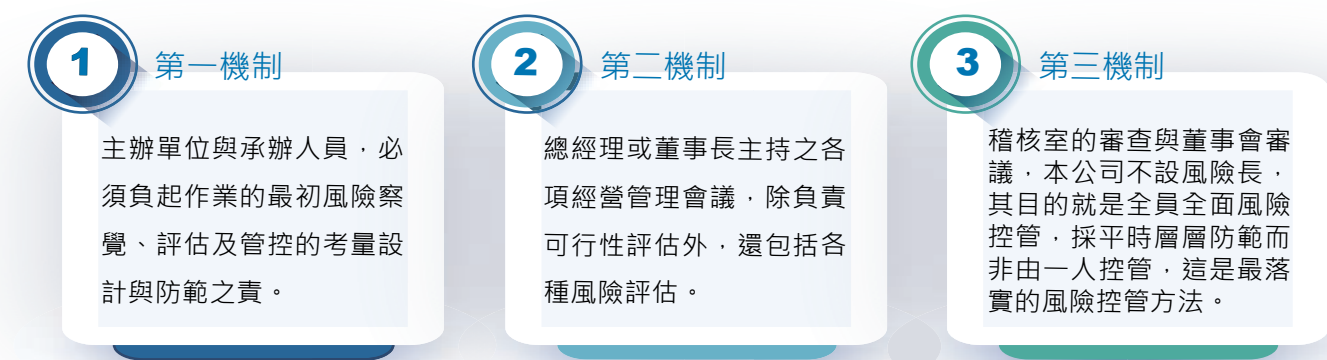 1
第一機制
主辦單位與承辦人員，必
須負起作業的最初風險察
覺、評估及管控的考量設
計與防範之責。
2
第二機制
總經理或董事長主持之各
項經營管理會議，除負責
可行性評估外，還包括各
種風險評估。
3
第三機制
稽核室的審查與董事會審
議，本公司不設風險長，
其目的就是全員全面風險
控管，採平時層層防範而
非由一人控管，這是最落
實的風險控管方法。